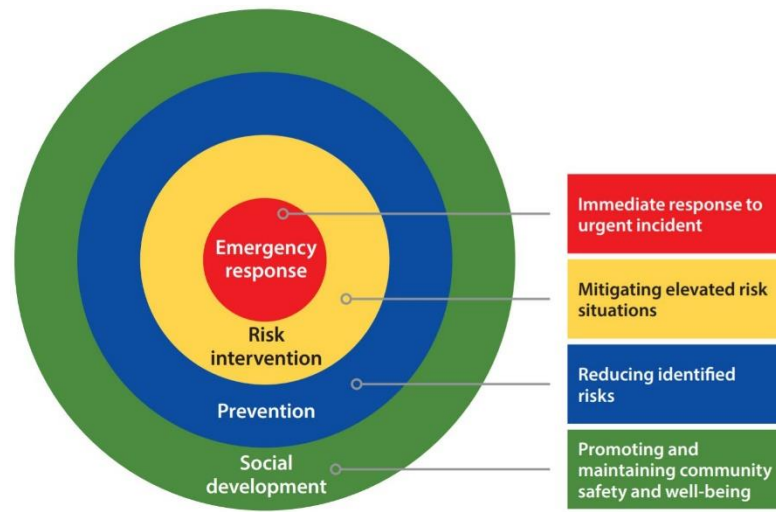 Emergency
response
Risk
intervention
Prevention
Social
development
Immediate response to
urgent incident
Mitigating elevated risk
situations
Reducing identified
risks
Promoting and
maintaining community
safety and well-being